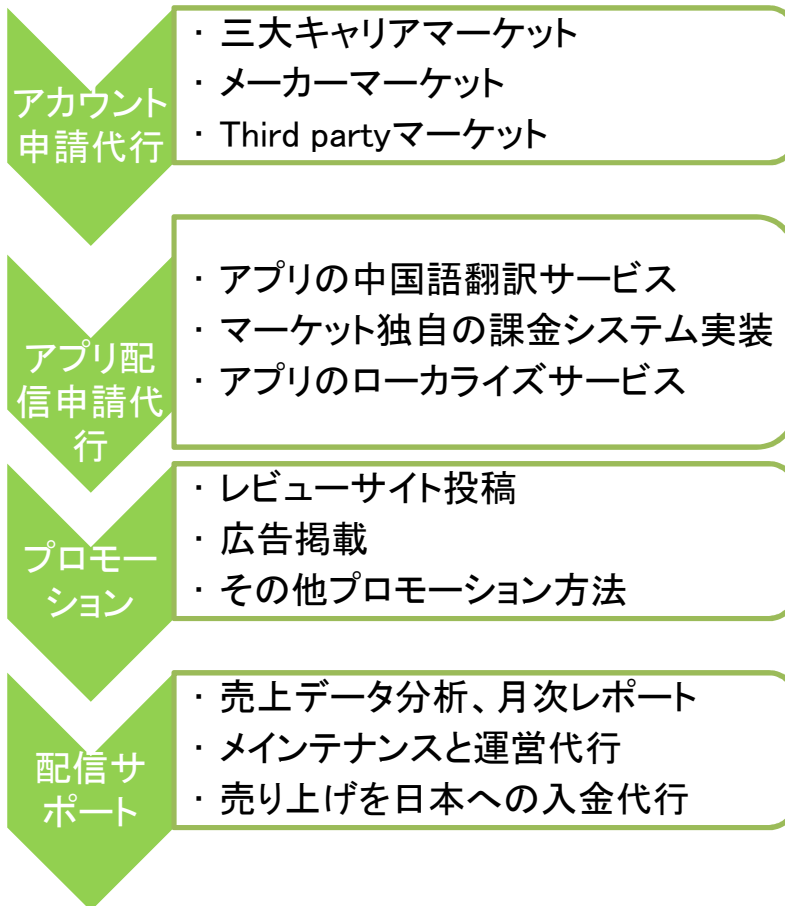 アカウント
申請代行
· 三大キャリアマーケット
· メーカーマーケット
· Third partyマーケット
アプリ配
信申請代
行
· アプリの中国語翻訳サービス
· マーケット独自の課金システム実装
· アプリのローカライズサービス
プロモー
ション
· レビューサイト投稿
· 広告掲載
· その他プロモーション方法
配信サ
ポート
· 売上データ分析、月次レポート
· メインテナンスと運営代行
· 売り上げを日本への入金代行